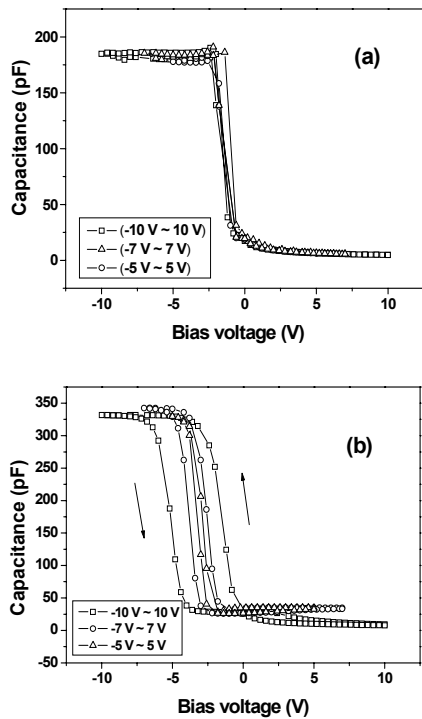 (a)
200
150
100
50
0
Capacitance (pF)
(-10 V ~ 10 V)
(-7 V ~ 7 V)
(-5 V ~ 5 V)
-10 -5 0 5 10
Bias voltage (V)
(b)
350
300
250
200
150
100
50
0
-50
Capacitance (pF)
-10 V ~ 10 V
-7 V ~ 7 V
-5 V ~ 5 V
-10 -5 0 5 10
Bias voltage (V)